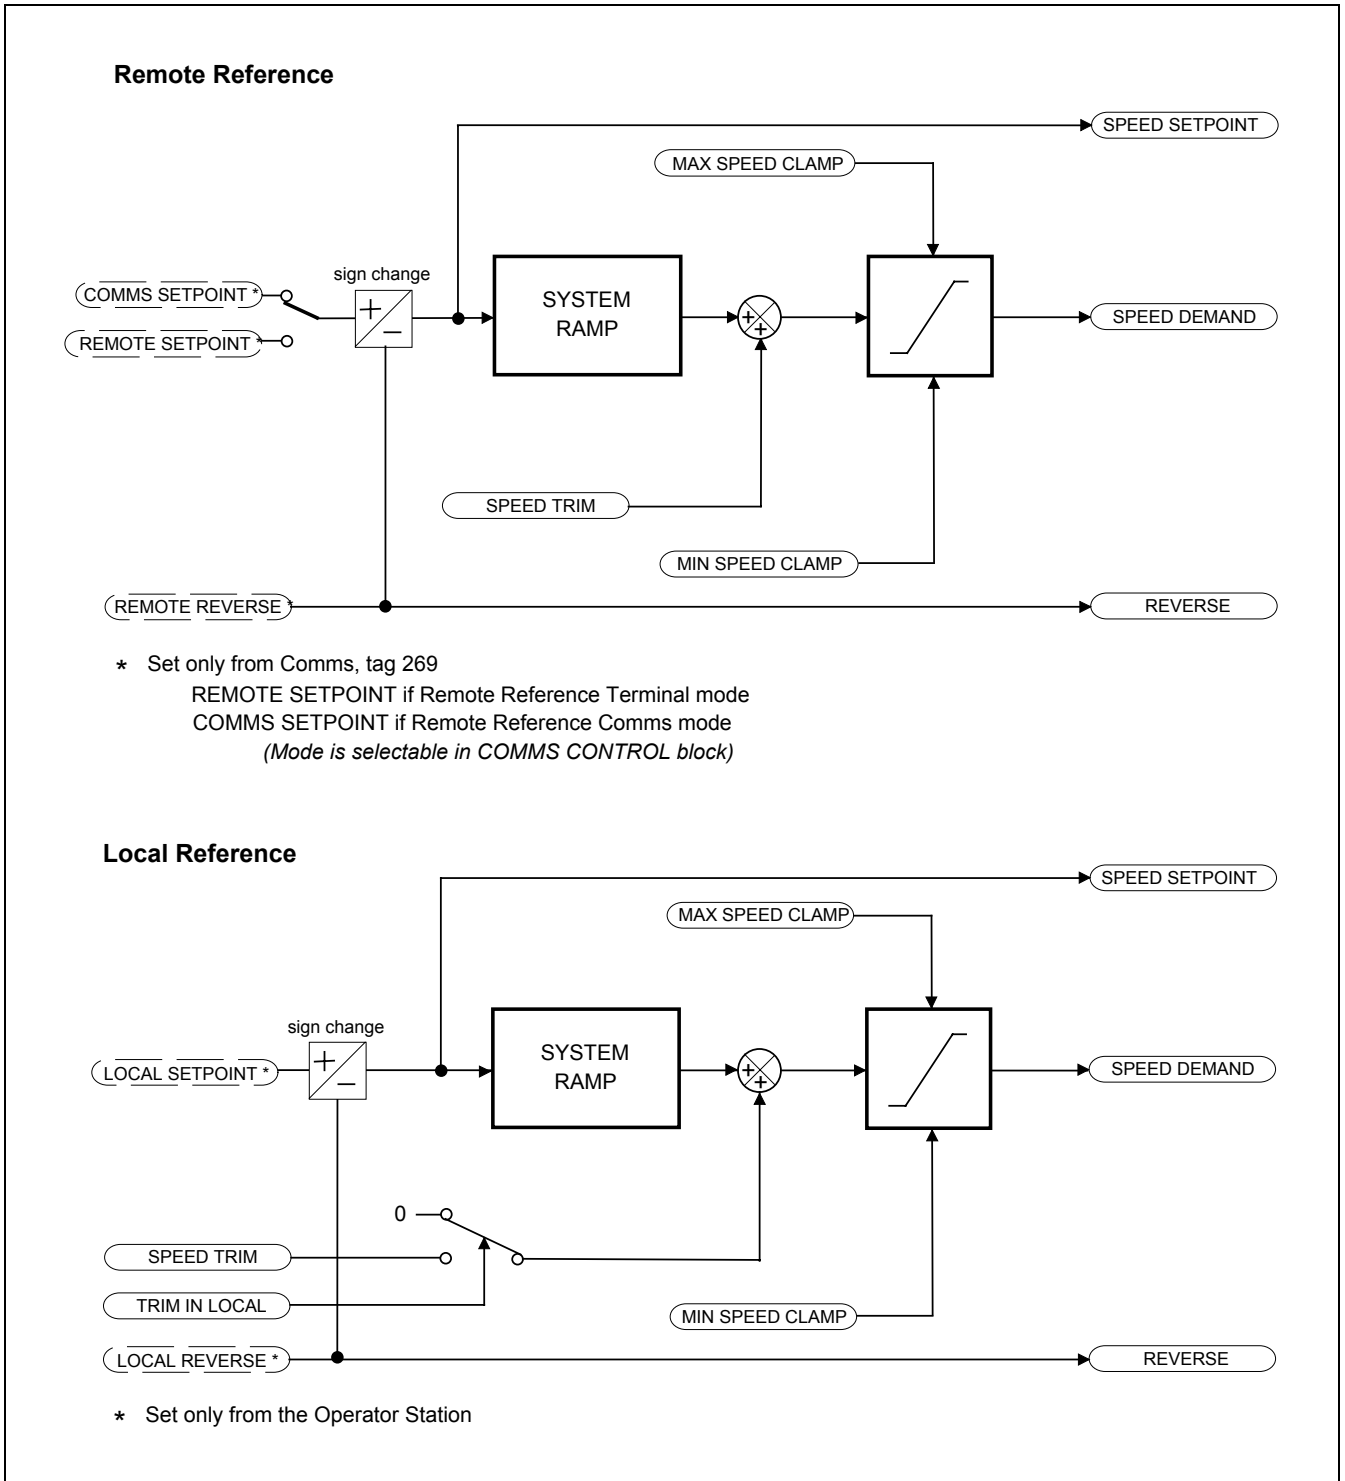 Remote Reference
SPEED SETPOINT
MAX SPEED CLAMP
sign change
COMMS SETPOINT *
+
−
SYSTEM
RAMP
+
+
SPEED DEMAND
REMOTE SETPOINT *
SPEED TRIM
MIN SPEED CLAMP
REMOTE REVERSE *
REVERSE
* Set only from Comms, tag 269
REMOTE SETPOINT if Remote Reference Terminal mode
COMMS SETPOINT if Remote Reference Comms mode
(Mode is selectable in COMMS CONTROL block)
Local Reference
SPEED SETPOINT
MAX SPEED CLAMP
sign change
LOCAL SETPOINT *
+
−
SYSTEM
RAMP
+
+
SPEED DEMAND
0
SPEED TRIM
TRIM IN LOCAL
MIN SPEED CLAMP
LOCAL REVERSE *
REVERSE
* Set only from the Operator Station